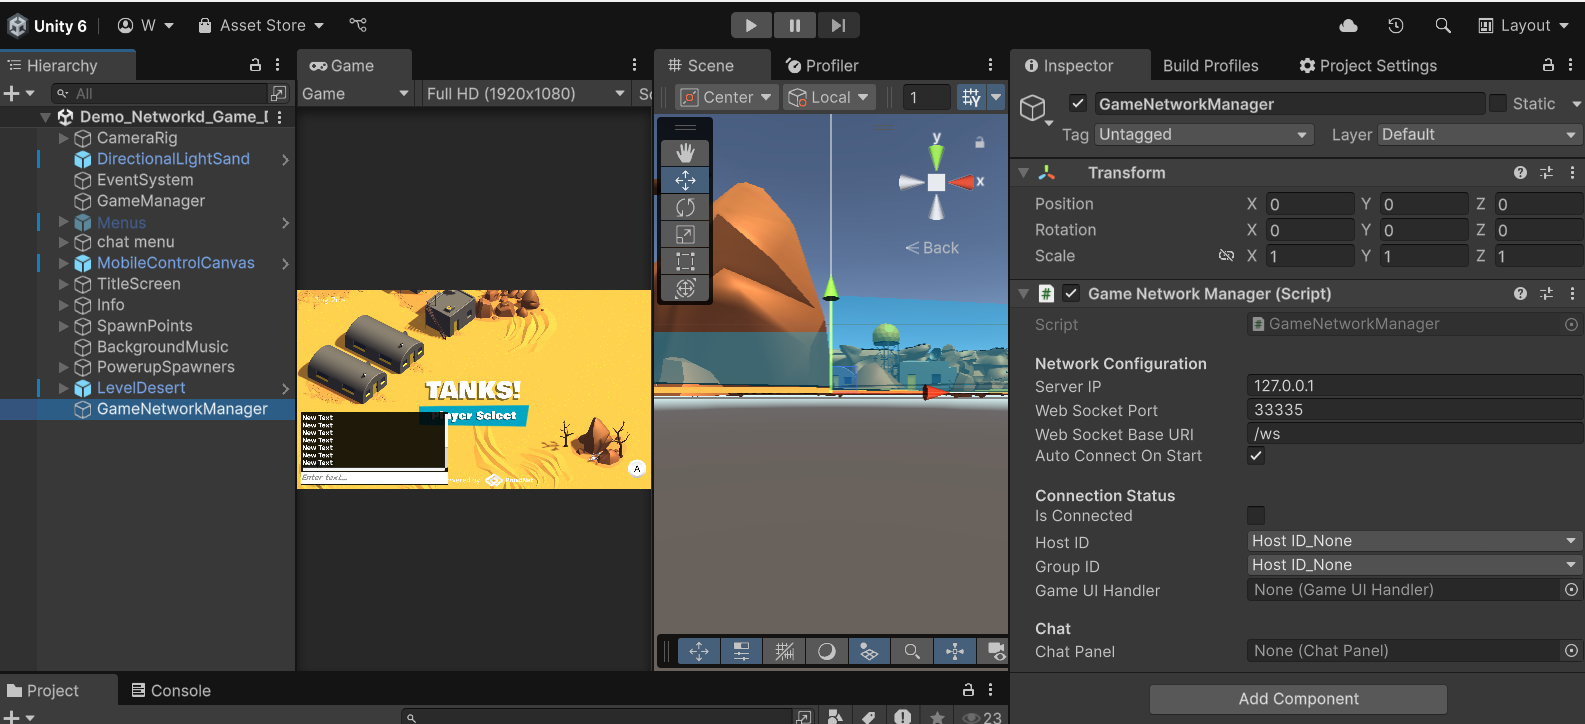 Unity 6
W
Asset Store
Layout
Hierarchy
Game
Scene
Profiler
Inspector
Build Profiles
Project Settings
All
Game
Full HD (1920x1080)
Sc
Center
Local
1
GameNetworkManager
Static
Tag
Untagged
Layer
Default
Demo_Networkd_Game_D
CameraRig
DirectionalLightSand
EventSystem
GameManager
Menus
chat menu
MobileControlCanvas
TitleScreen
Info
SpawnPoints
BackgroundMusic
PowerupSpawners
LevelDesert
GameNetworkManager
TANKS!
Player Select
New Text
New Text
New Text
New Text
New Text
New Text
New Text
Enter text...
A
y
x
Back
Transform
Position
X
0
Y
0
Z
0
Rotation
X
0
Y
0
Z
0
Scale
X
1
Y
1
Z
1
Game Network Manager (Script)
Script
GameNetworkManager
Network Configuration
Server IP
127.0.0.1
Web Socket Port
33335
Web Socket Base URI
/ws
Auto Connect On Start
Connection Status
Is Connected
Host ID
Host ID_None
Group ID
Host ID_None
Game UI Handler
None (Game UI Handler)
Chat
Chat Panel
None (Chat Panel)
Add Component
Project
Console
23